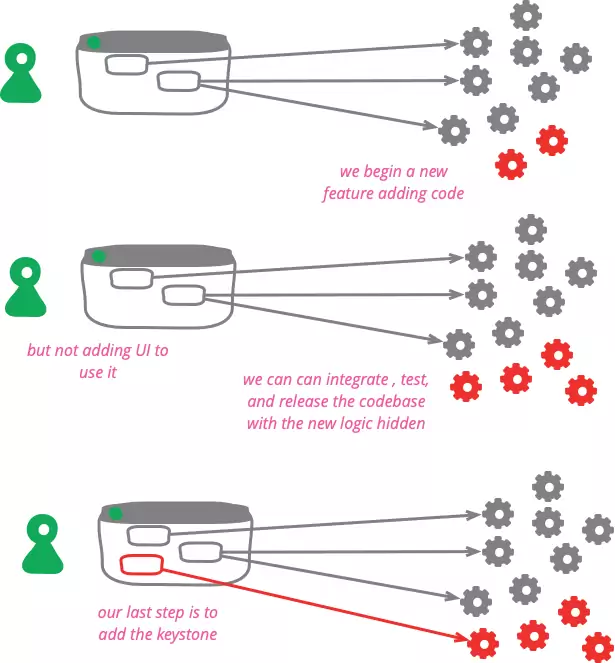 we begin a new
feature adding code
but not adding UI to
use it
we can can integrate , test,
and release the codebase
with the new logic hidden
our last step is to
add the keystone